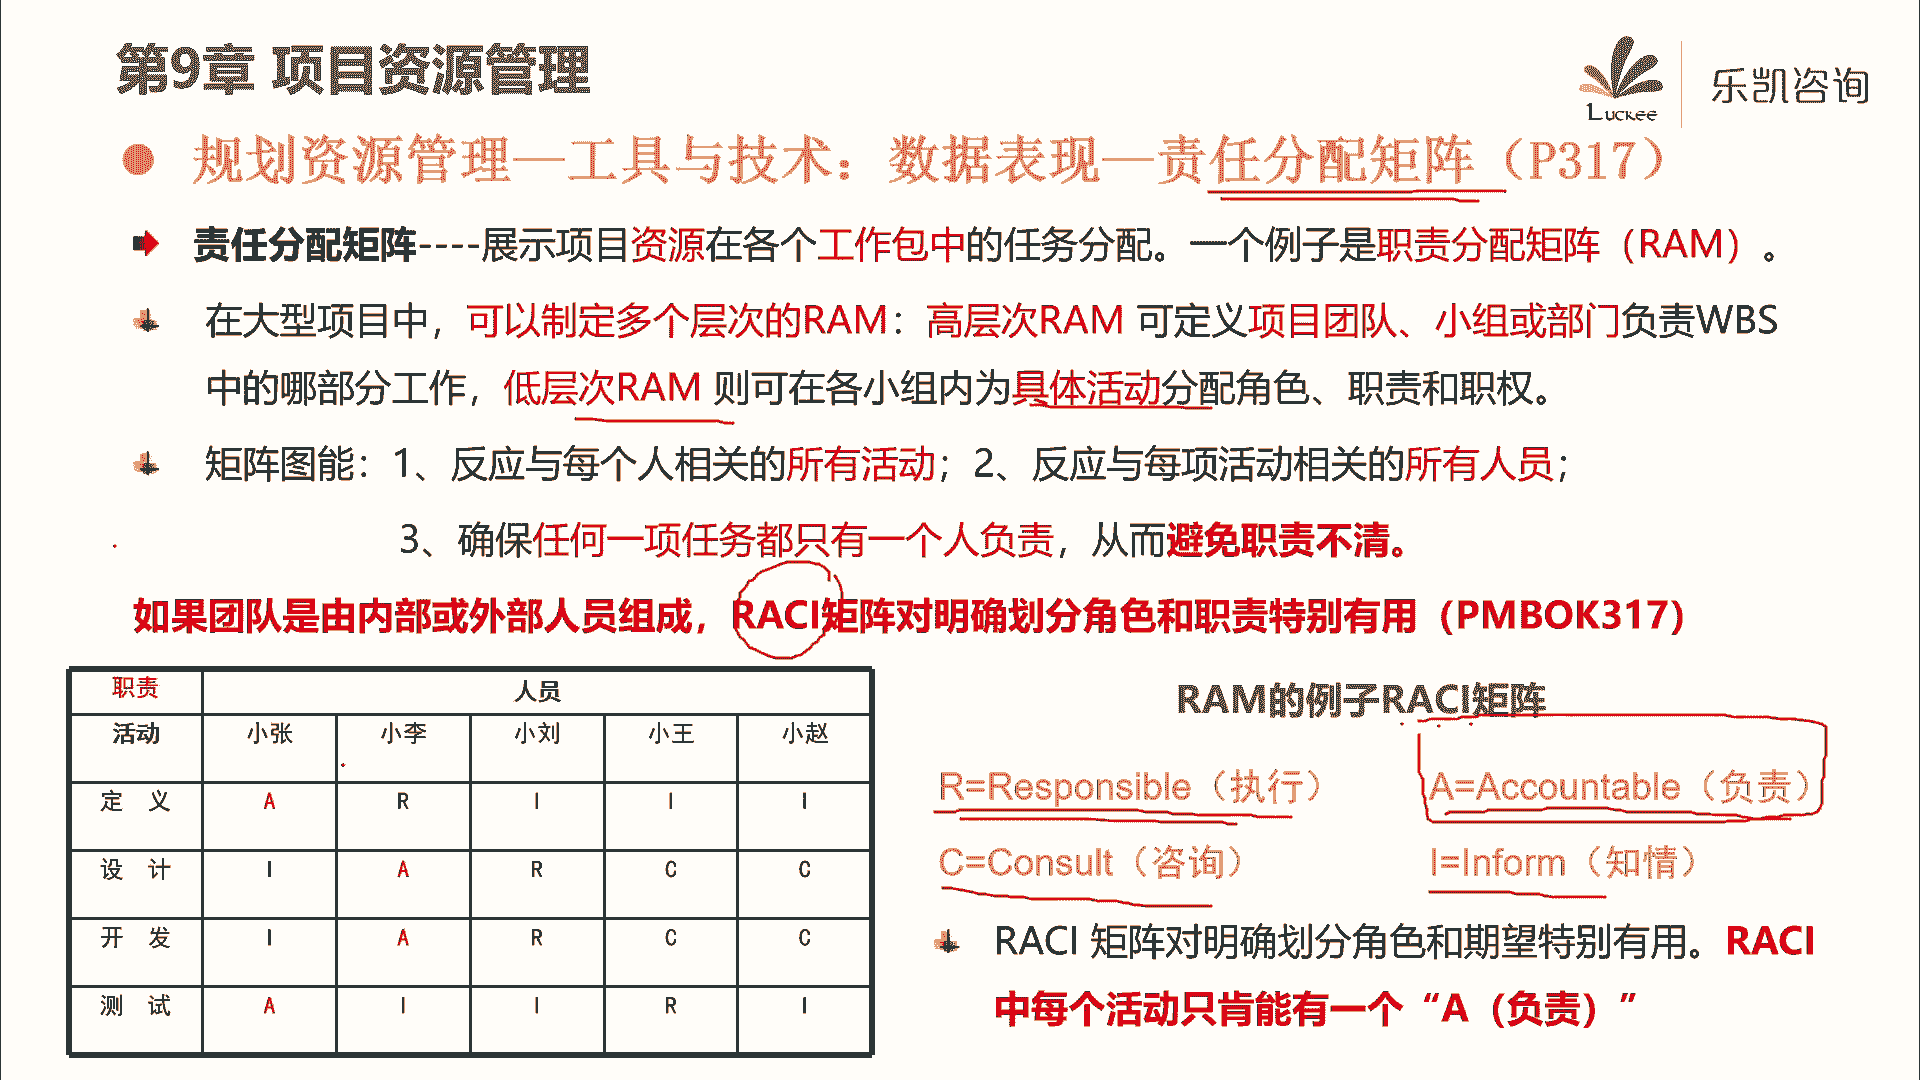 第9章 项目资源管理
Luckee
乐凯咨询
规划资源管理—工具与技术：数据表现—责任分配矩阵（P317）
责任分配矩阵----展示项目资源在各个工作包中的任务分配。一个例子是职责分配矩阵（RAM）。
在大型项目中，可以制定多个层次的RAM：高层次RAM 可定义项目团队、小组或部门负责WBS
中的哪部分工作，低层次RAM 则可在各小组内为具体活动分配角色、职责和职权。
矩阵图能：1、反应与每个人相关的所有活动；2、反应与每项活动相关的所有人员；
3、确保任何一项任务都只有一个人负责，从而避免职责不清。
如果团队是由内部或外部人员组成，RACI矩阵对明确划分角色和职责特别有用（PMBOK317）
职责 人员
活动 小张 小李 小刘 小王 小赵
定 义 A R I I I
设 计 I A R C C
开 发 I A R C C
测 试 A I I R I
RAM的例子RACI矩阵
R=Responsible（执行） A=Accountable（负责）
C=Consult（咨询） I=Inform（知情）
RACI 矩阵对明确划分角色和期望特别有用。RACI
中每个活动只肯能有一个“A（负责）”